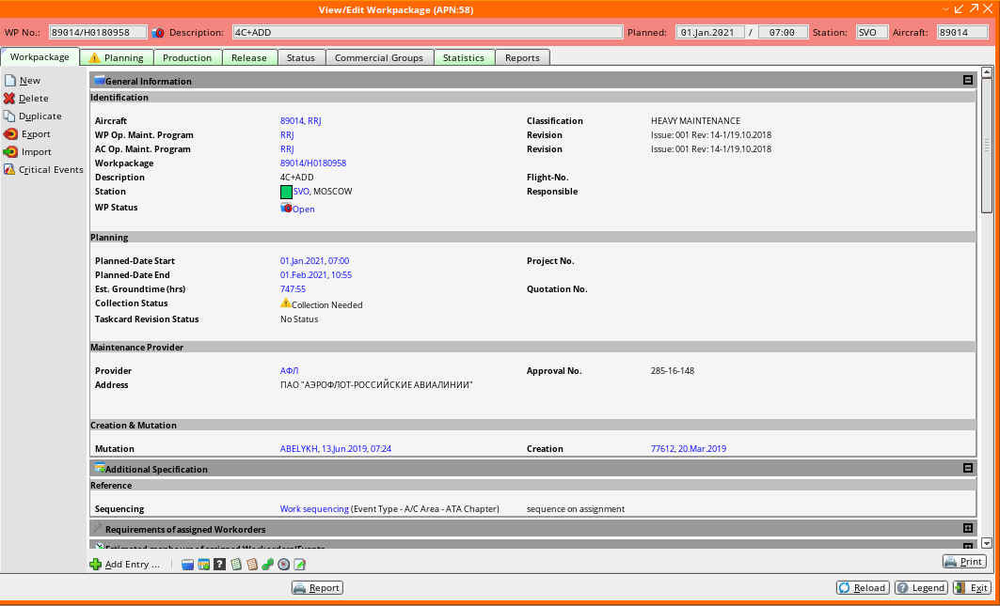 View/Edit Workpackage (APN:58)
WP No.: 89014/H0180958 Description: 4C+ADD Planned: 01.Jan.2021 / 07:00 Station: SVO Aircraft: 89014
Workpackage Planning Production Release Status Commercial Groups Statistics Reports
New
Delete
Duplicate
Export
Import
Critical Events
General Information
Identification
Aircraft 89014, RRJ Classification HEAVY MAINTENANCE
WP Op. Maint. Program RRJ Revision Issue: 001 Rev: 14-1/19.10.2018
AC Op. Maint. Program RRJ Revision Issue: 001 Rev: 14-1/19.10.2018
Workpackage 89014/H0180958
Description 4C+ADD Flight-No.
Station SVO, MOSCOW Responsible
WP Status Open
Planning
Planned-Date Start 01.Jan.2021, 07:00 Project No.
Planned-Date End 01.Feb.2021, 10:55
Est. Groundtime (hrs) 747:55 Quotation No.
Collection Status Collection Needed
Taskcard Revision Status No Status
Maintenance Provider
Provider АФЛ Approval No. 285-16-148
Address ПАО "АЭРОФЛОТ-РОССИЙСКИЕ АВИАЛИНИИ"
Creation & Mutation
Mutation ABELYKH, 13.Jun.2019, 07:24 Creation 77612, 20.Mar.2019
Additional Specification
Reference
Sequencing Work sequencing (Event Type - A/C Area - ATA Chapter) sequence on assignment
Requirements of assigned Workorders
Estimated manhours of assigned Workorders/Events
Add Entry ... Print
Report Reload Legend Exit